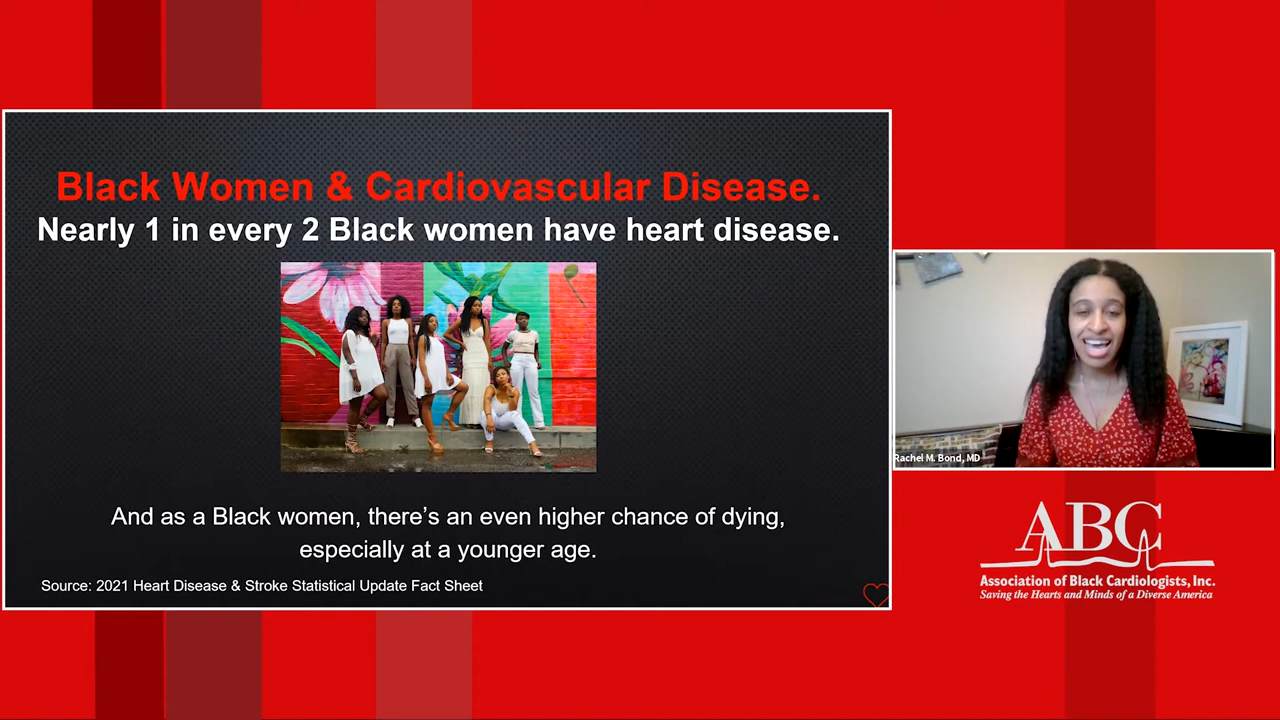 Black Women & Cardiovascular Disease.
Nearly 1 in every 2 Black women have heart disease.
And as a Black women, there’s an even higher chance of dying,
especially at a younger age.
Source: 2021 Heart Disease & Stroke Statistical Update Fact Sheet
Rachel M. Bond, MD
ABC
Association of Black Cardiologists, Inc.
Saving the Hearts and Minds of a Diverse America